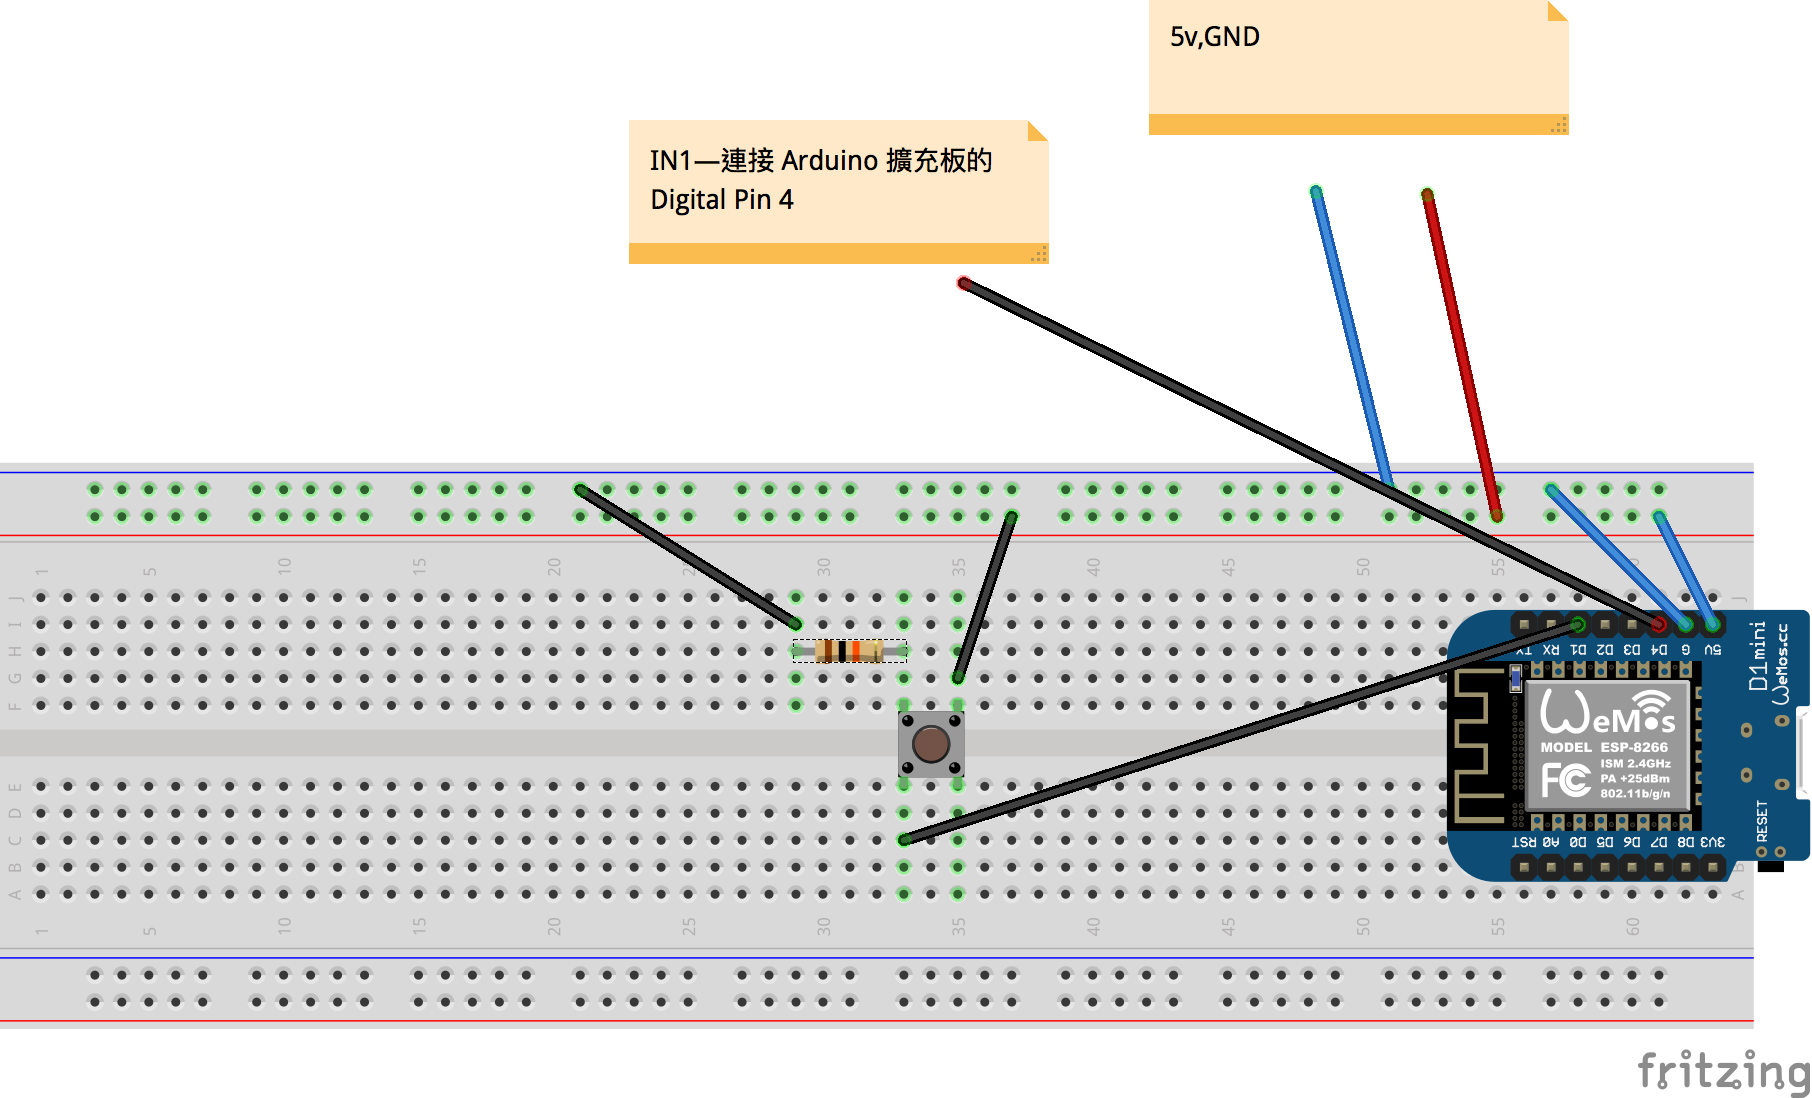 5v,GND
IN1—連接 Arduino 擴充板的
Digital Pin 4
1 5 10 15 20 25 30 35 40 45 50 55 60
J J
I
H
G
F
TX RX D1 D2 D3 D4 G 5V
D1 mini
WeMos.cc
WeMos
MODEL ESP-8266
ISM 2.4GHz
PA +25dBm
802.11b/g/n
FC
RESET
RST A0 D0 D5 D6 D7 D8 3V3
E
D
C
B B
A A
1 5 10 15 20 25 30 35 40 45 50 55 60
fritzing